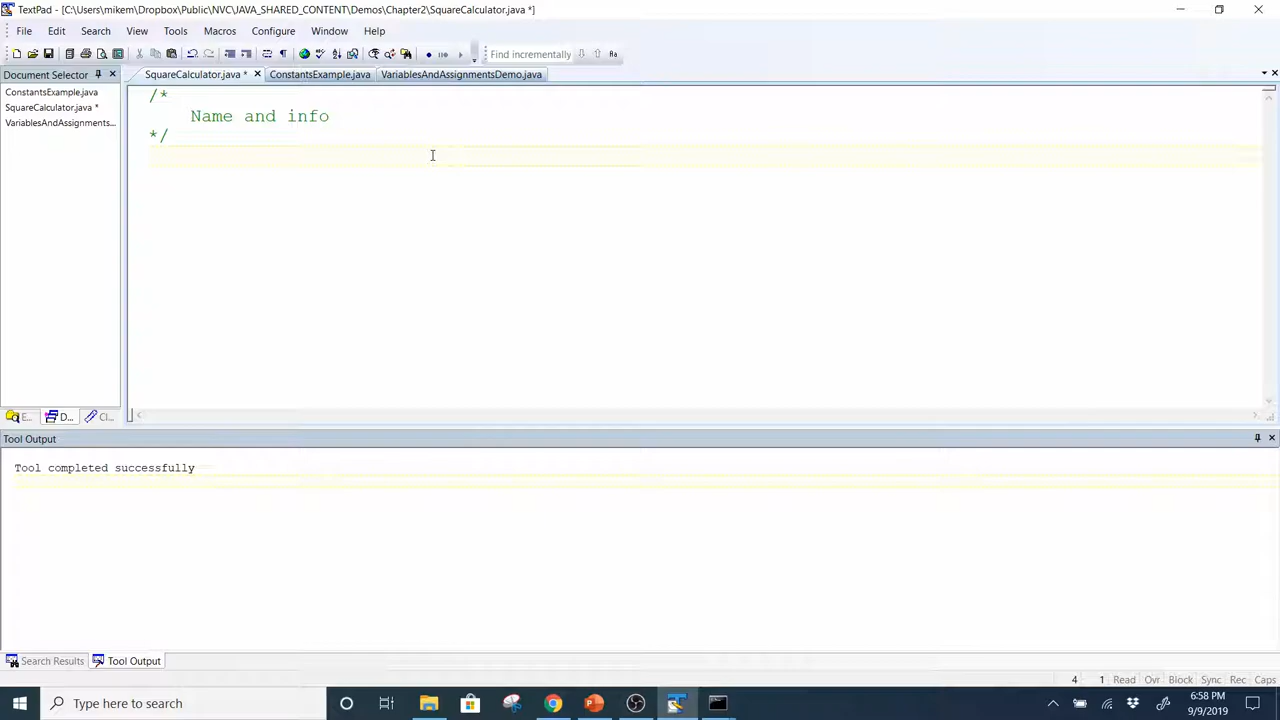 TextPad - [C:\Users\mikem\Dropbox\Public\NVC\JAVA_SHARED_CONTENT\Demos\Chapter2\SquareCalculator.java *]
File Edit Search View Tools Macros Configure Window Help
Find incrementally
Document Selector
SquareCalculator.java * ConstantsExample.java VariablesAndAssignmentsDemo.java
ConstantsExample.java
SquareCalculator.java *
VariablesAndAssignments...
/*
Name and info
*/
E... D... Cl...
Tool Output
Tool completed successfully
Search Results Tool Output
4 1 Read Ovr Block Sync Rec Caps
Type here to search
6:58 PM
9/9/2019